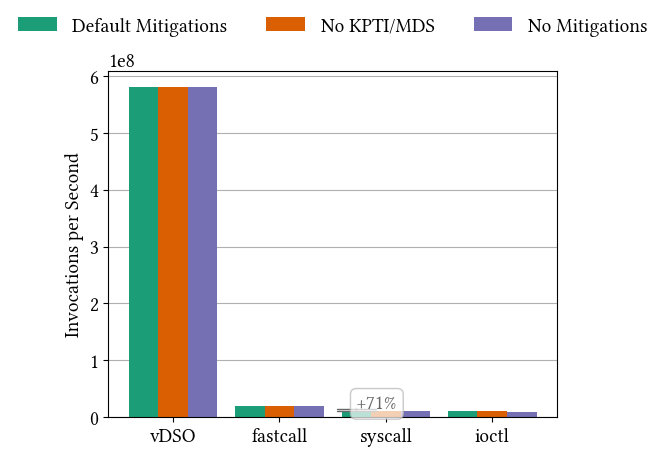 Default Mitigations No KPTI/MDS No Mitigations
1e8
6
5
4
3
2
1
0
Invocations per Second
+71%
vDSO fastcall syscall ioctl